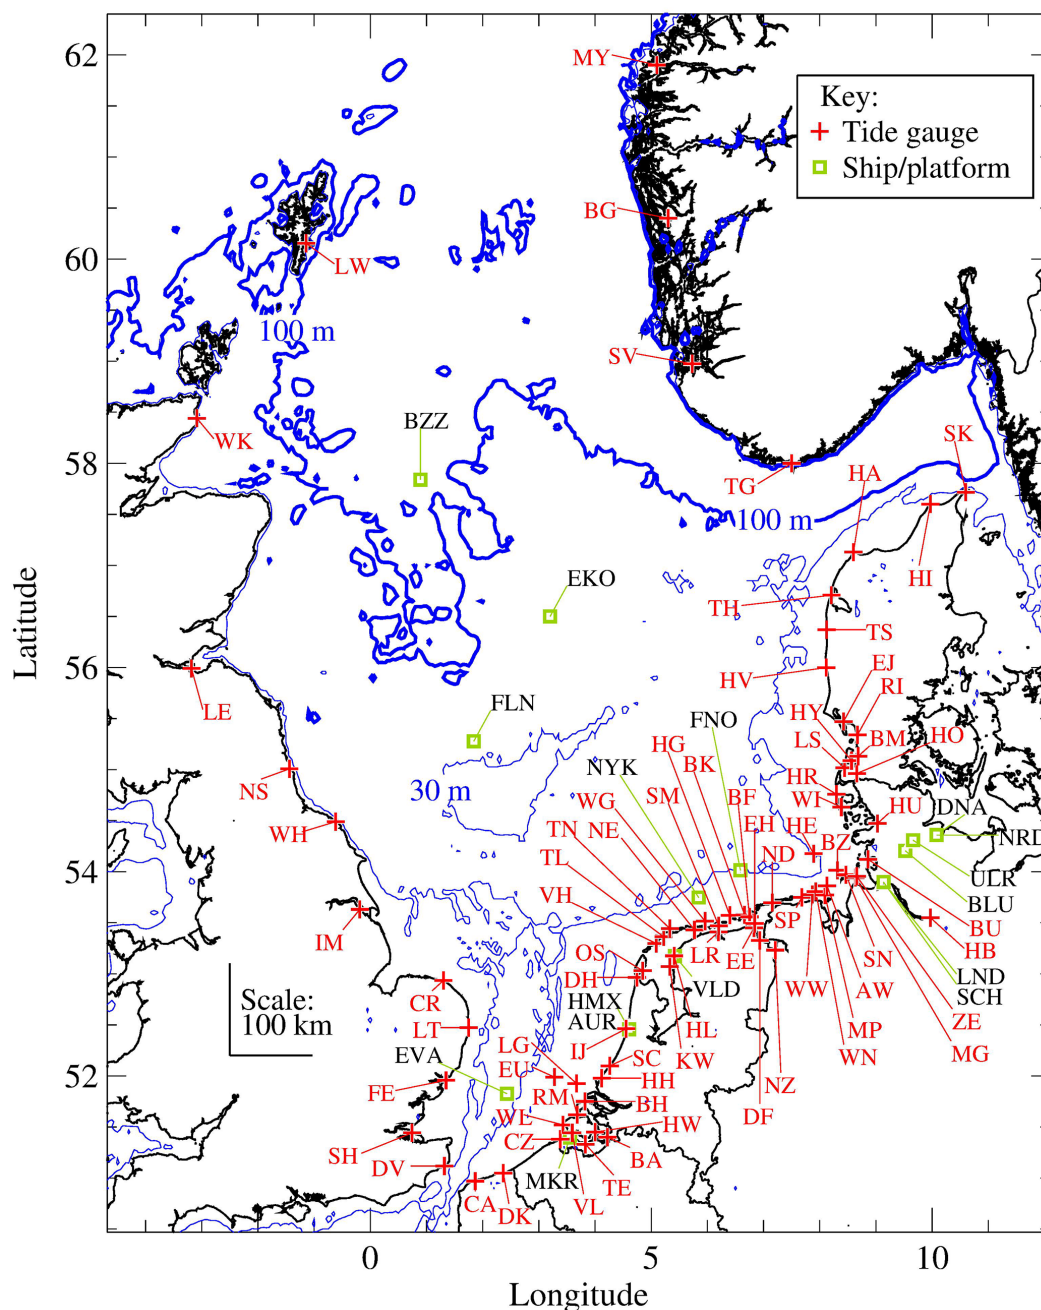 62
MY
Key:
Tide gauge
Ship/platform
BG
60
LW
100 m
SV
BZZ
WK
SK
58
TG
HA
100 m
EKO
HI
TH
TS
Latitude
56
HV
EJ
LE
RI
FLN
FNO
HY
HG
LS
BM
HO
NYK
BK
NS
30 m
SM
BF
HR
WG
WI
HU
DNA
EH
WH
TN
NE
HE
NRD
ND
BZ
54
TL
ULR
BLU
VH
SP
BU
IM
HB
OS
LR
EE
SN
DH
LND
Scale:
100 km
CR
HMX
VLD
WW
AW
SCH
AUR
ZE
LT
HL
MP
IJ
MG
EVA
LG
SC
KW
WN
EU
HH
NZ
52
FE
RM
BH
DF
WL
HW
SH
CZ
BA
DV
MKR
TE
CA
DK
VL
0
5
10
Longitude